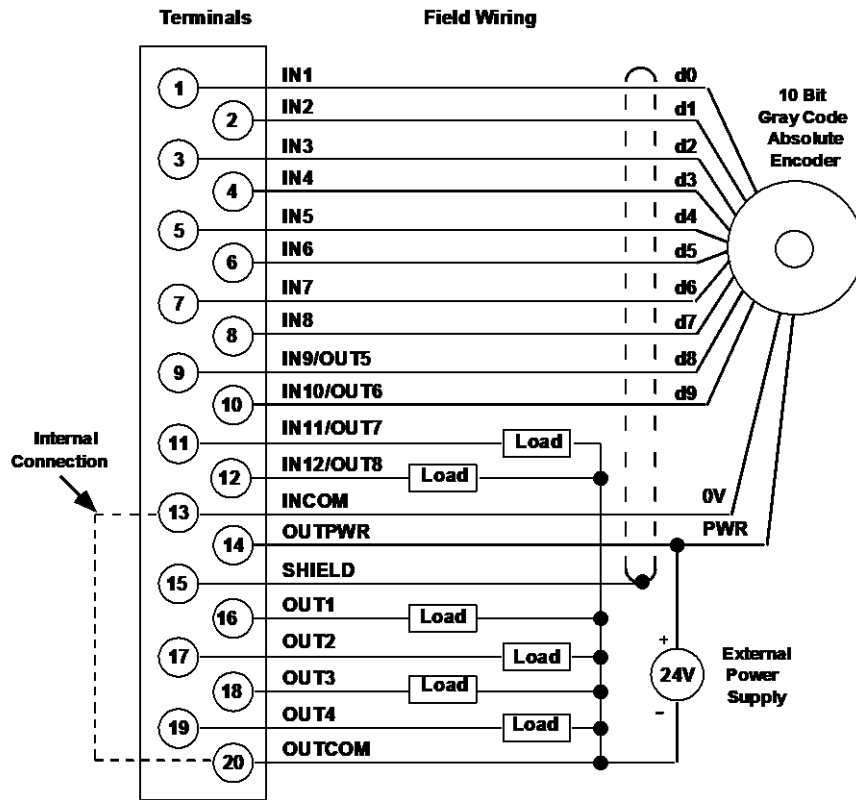 Terminals
Field Wiring
1
IN1
d0
2
IN2
d1
3
IN3
d2
4
IN4
d3
5
IN5
d4
6
IN6
d5
7
IN7
d6
8
IN8
d7
9
IN9/OUT5
d8
10
IN10/OUT6
d9
10 Bit
Gray Code
Absolute
Encoder
11
IN11/OUT7
Load
12
IN12/OUT8
Load
Internal
Connection
13
INCOM
0V
14
OUTPWR
PWR
15
SHIELD
16
OUT1
Load
17
OUT2
Load
18
OUT3
Load
19
OUT4
Load
20
OUTCOM
+
24V
–
External
Power
Supply